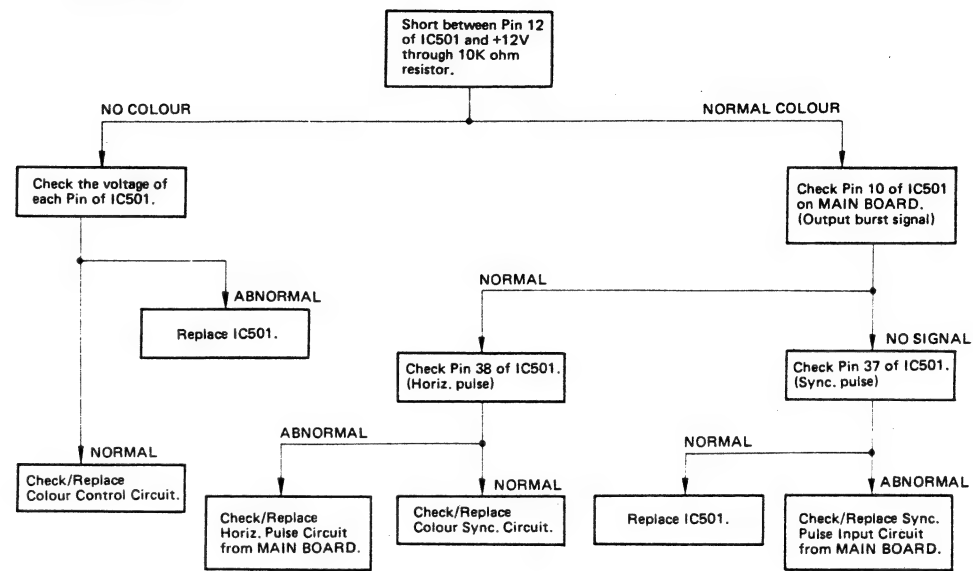 Short between Pin 12
of IC501 and +12V
through 10K ohm
resistor.
NO COLOUR
NORMAL COLOUR
Check the voltage of
each Pin of IC501.
Check Pin 10 of IC501
on MAIN BOARD.
(Output burst signal)
NORMAL
ABNORMAL
Replace IC501.
NO SIGNAL
Check Pin 38 of IC501.
(Horiz. pulse)
Check Pin 37 of IC501.
(Sync. pulse)
ABNORMAL
NORMAL
NORMAL
Check/Replace
Colour Control Circuit.
NORMAL
ABNORMAL
Check/Replace
Horiz. Pulse Circuit
from MAIN BOARD.
Check/Replace
Colour Sync. Circuit.
Replace IC501.
Check/Replace Sync.
Pulse Input Circuit
from MAIN BOARD.